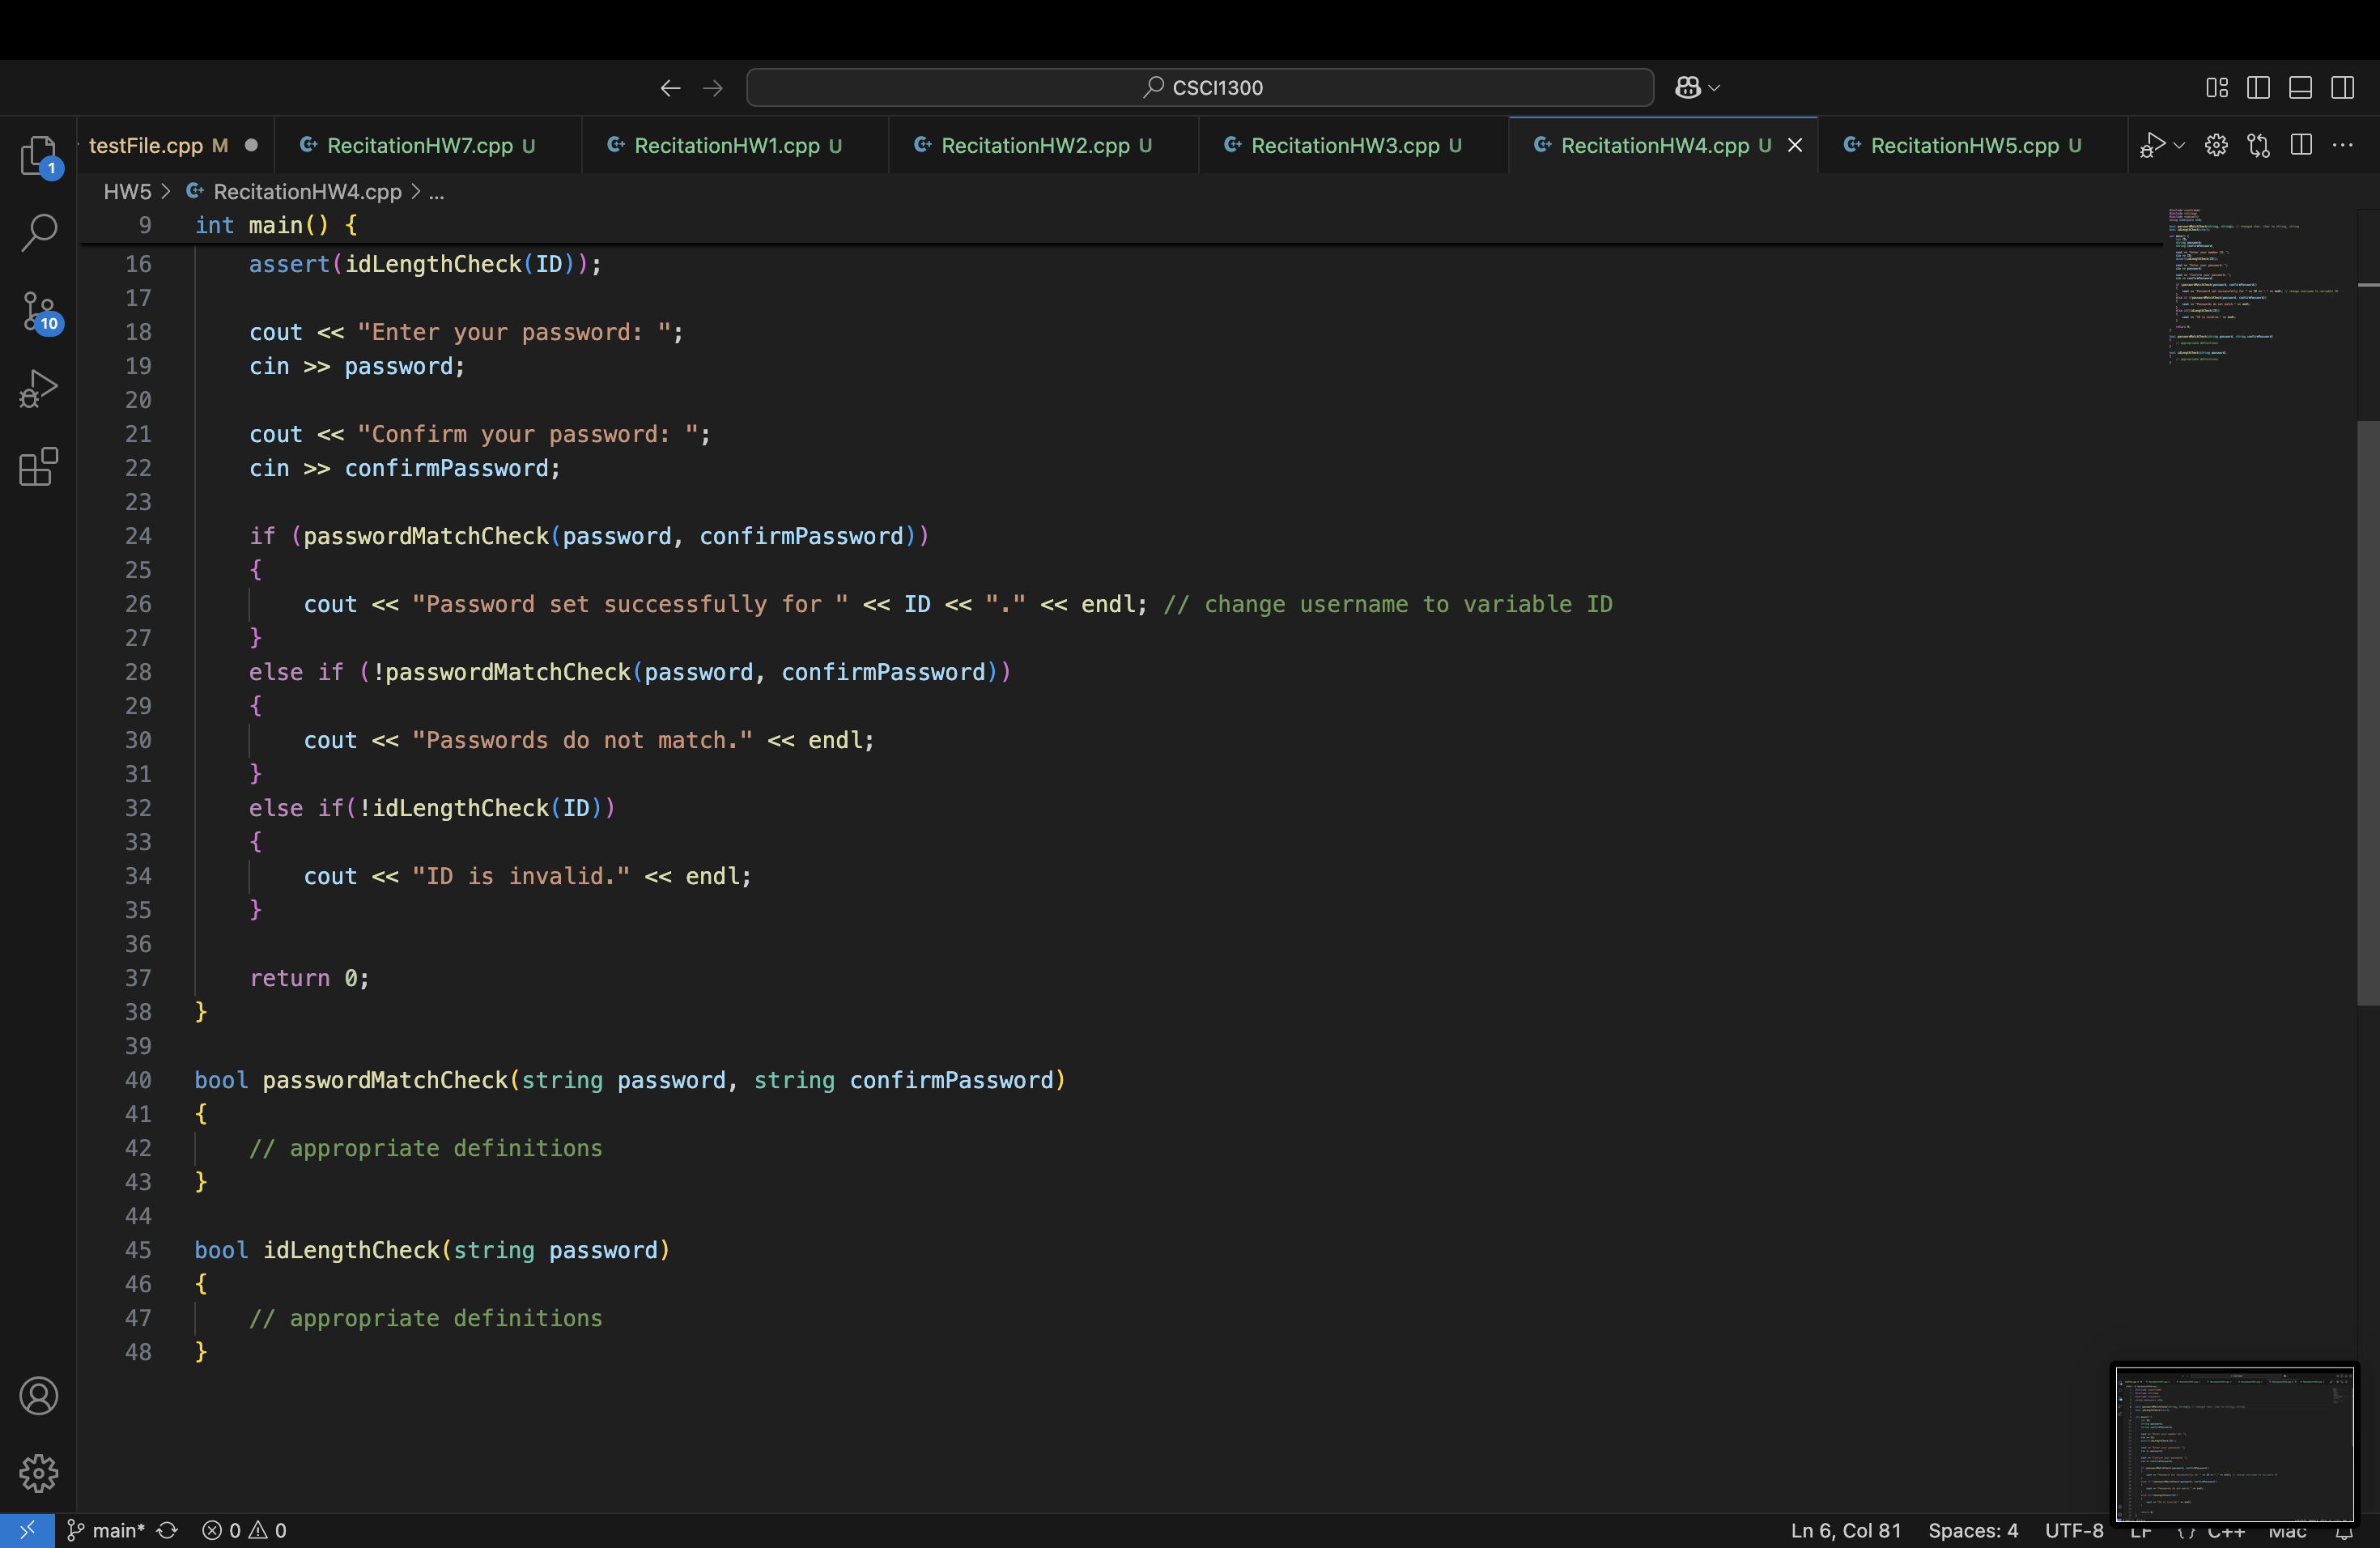 CSCI1300
testFile.cpp M
RecitationHW7.cpp U
RecitationHW1.cpp U
RecitationHW2.cpp U
RecitationHW3.cpp U
RecitationHW4.cpp U
RecitationHW5.cpp U
1
HW5 > RecitationHW4.cpp > ...
9 int main() {
16 assert(idLengthCheck(ID));
17
18 cout << "Enter your password: ";
19 cin >> password;
20
21 cout << "Confirm your password: ";
22 cin >> confirmPassword;
23
24 if (passwordMatchCheck(password, confirmPassword))
25 {
26 cout << "Password set successfully for " << ID << "." << endl; // change username to variable ID
27 }
28 else if (!passwordMatchCheck(password, confirmPassword))
29 {
30 cout << "Passwords do not match." << endl;
31 }
32 else if(!idLengthCheck(ID))
33 {
34 cout << "ID is invalid." << endl;
35 }
36
37 return 0;
38 }
39
40 bool passwordMatchCheck(string password, string confirmPassword)
41 {
42 // appropriate definitions
43 }
44
45 bool idLengthCheck(string password)
46 {
47 // appropriate definitions
48 }
10
main* 0 0
Ln 6, Col 81 Spaces: 4 UTF-8 LF {} C++ Mac